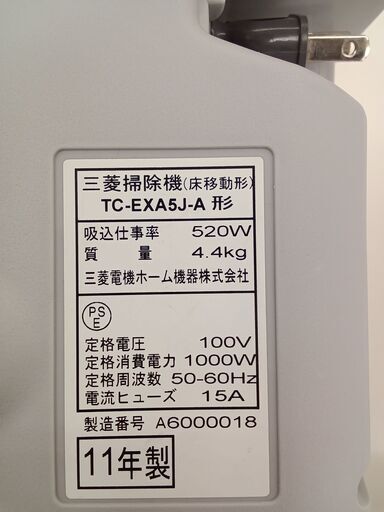 三菱掃除機(床移動形)
TC-EXA5J-A 形
吸込仕事率 520W
質 量 4.4kg
三菱電機ホーム機器株式会社
PS
E
定格電圧 100V
定格消費電力 1000W
定格周波数 50-60Hz
電流ヒューズ 15A
製造番号 A6000018
11年製